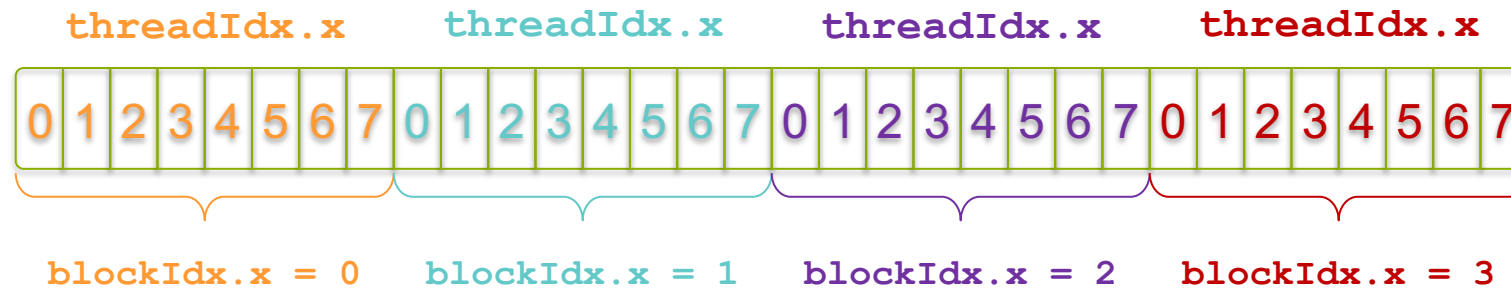 threadIdx.x threadIdx.x threadIdx.x threadIdx.x
0 1 2 3 4 5 6 7 0 1 2 3 4 5 6 7 0 1 2 3 4 5 6 7 0 1 2 3 4 5 6 7
blockIdx.x = 0 blockIdx.x = 1 blockIdx.x = 2 blockIdx.x = 3